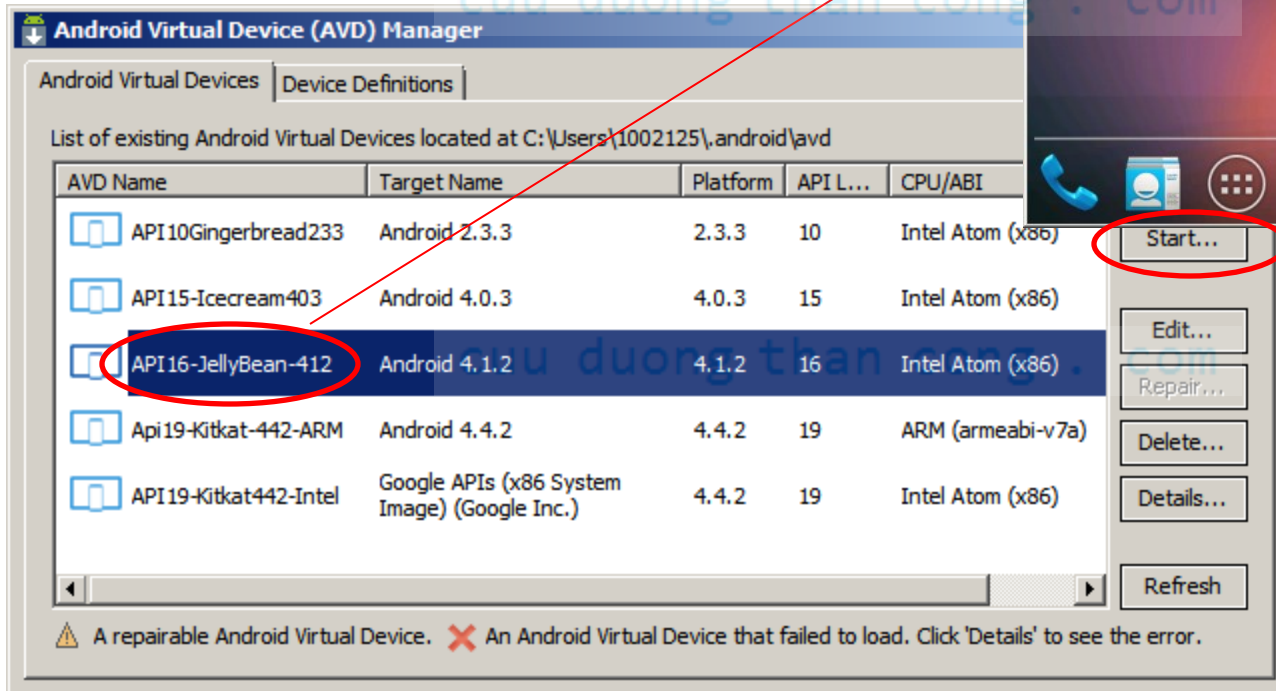 cuu duong than cong . com
Android Virtual Device (AVD) Manager
Android Virtual Devices Device Definitions
List of existing Android Virtual Devices located at C:\Users\1002125\.android\avd
AVD Name Target Name Platform API L... CPU/ABI
API10Gingerbread233 Android 2.3.3 2.3.3 10 Intel Atom (x86) Start...
API15-Icecream403 Android 4.0.3 4.0.3 15 Intel Atom (x86)
Edit...
API16-JellyBean-412 Android 4.1.2 4.1.2 16 Intel Atom (x86)
cuu duong than cong . com
Repair...
Api19-Kitkat-442-ARM Android 4.4.2 4.4.2 19 ARM (armeabi-v7a)
Delete...
API19-Kitkat442-Intel Google APIs (x86 System 4.4.2 19 Intel Atom (x86) Details...
Image) (Google Inc.)
Refresh
A repairable Android Virtual Device. An Android Virtual Device that failed to load. Click 'Details' to see the error.